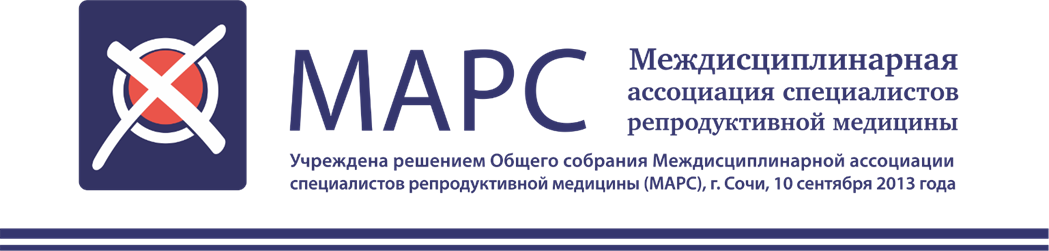 МАРС
Междисциплинарная
ассоциация специалистов
репродуктивной медицины
Учреждена решением Общего собрания Междисциплинарной ассоциации
специалистов репродуктивной медицины (МАРС), г. Сочи, 10 сентября 2013 года